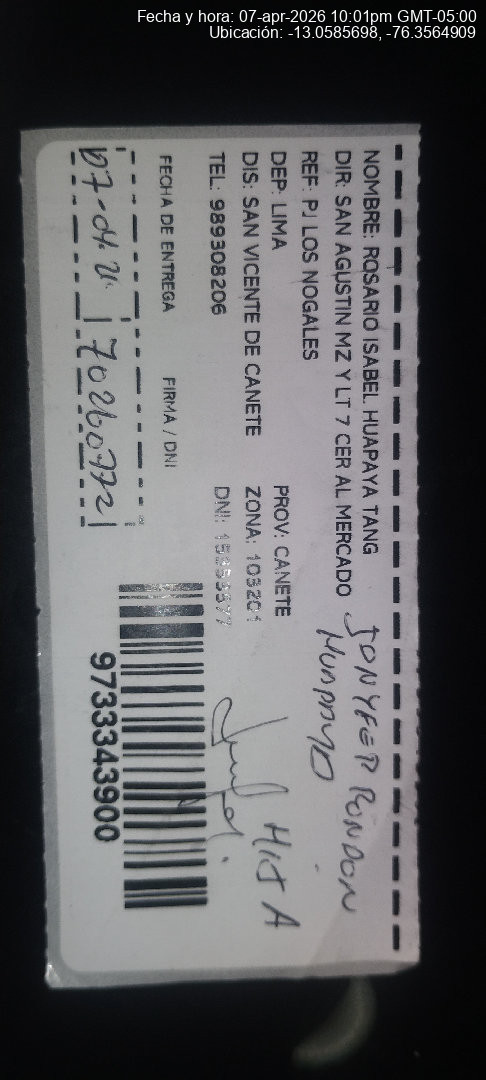 Fecha y hora: 07-apr-2026 10:01pm GMT-05:00
Ubicación: -13.0585698, -76.3564909
NOMBRE: ROSARIO ISABEL HUAPAYA TANG
DIR: SAN AGUSTIN MZ Y LT 7 CER AL MERCADO
REF: PJ LOS NOGALES
DEP: LIMA PROV: CANETE
DIS: SAN VICENTE DE CANETE ZONA: 103201
TEL: 989308206 DNI:
JONYFER RONDON
HUAPAYO
HIJA
FECHA DE ENTREGA FIRMA / DNI
07-04-26 70260772
9733343900